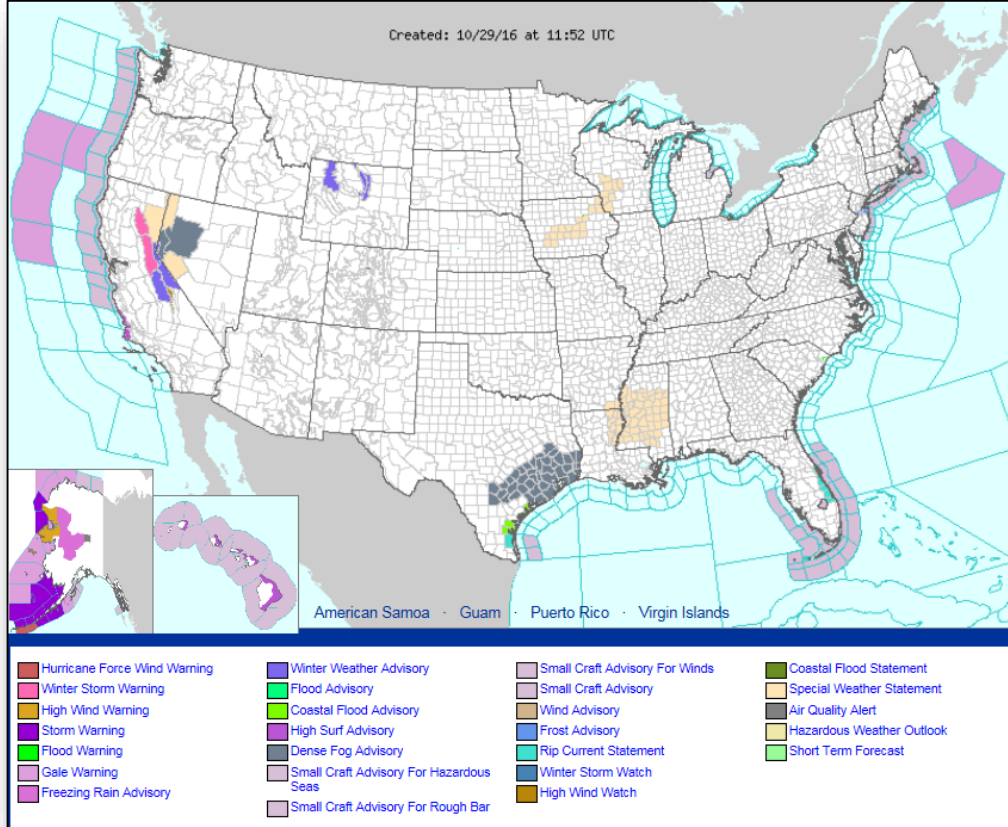 Created: 10/29/16 at 11:52 UTC
American Samoa · Guam · Puerto Rico · Virgin Islands
Hurricane Force Wind Warning
Winter Storm Warning
High Wind Warning
Storm Warning
Flood Warning
Gale Warning
Freezing Rain Advisory
Winter Weather Advisory
Flood Advisory
Coastal Flood Advisory
High Surf Advisory
Dense Fog Advisory
Small Craft Advisory For Hazardous
Seas
Small Craft Advisory For Rough Bar
Small Craft Advisory For Winds
Small Craft Advisory
Wind Advisory
Frost Advisory
Rip Current Statement
Winter Storm Watch
High Wind Watch
Coastal Flood Statement
Special Weather Statement
Air Quality Alert
Hazardous Weather Outlook
Short Term Forecast